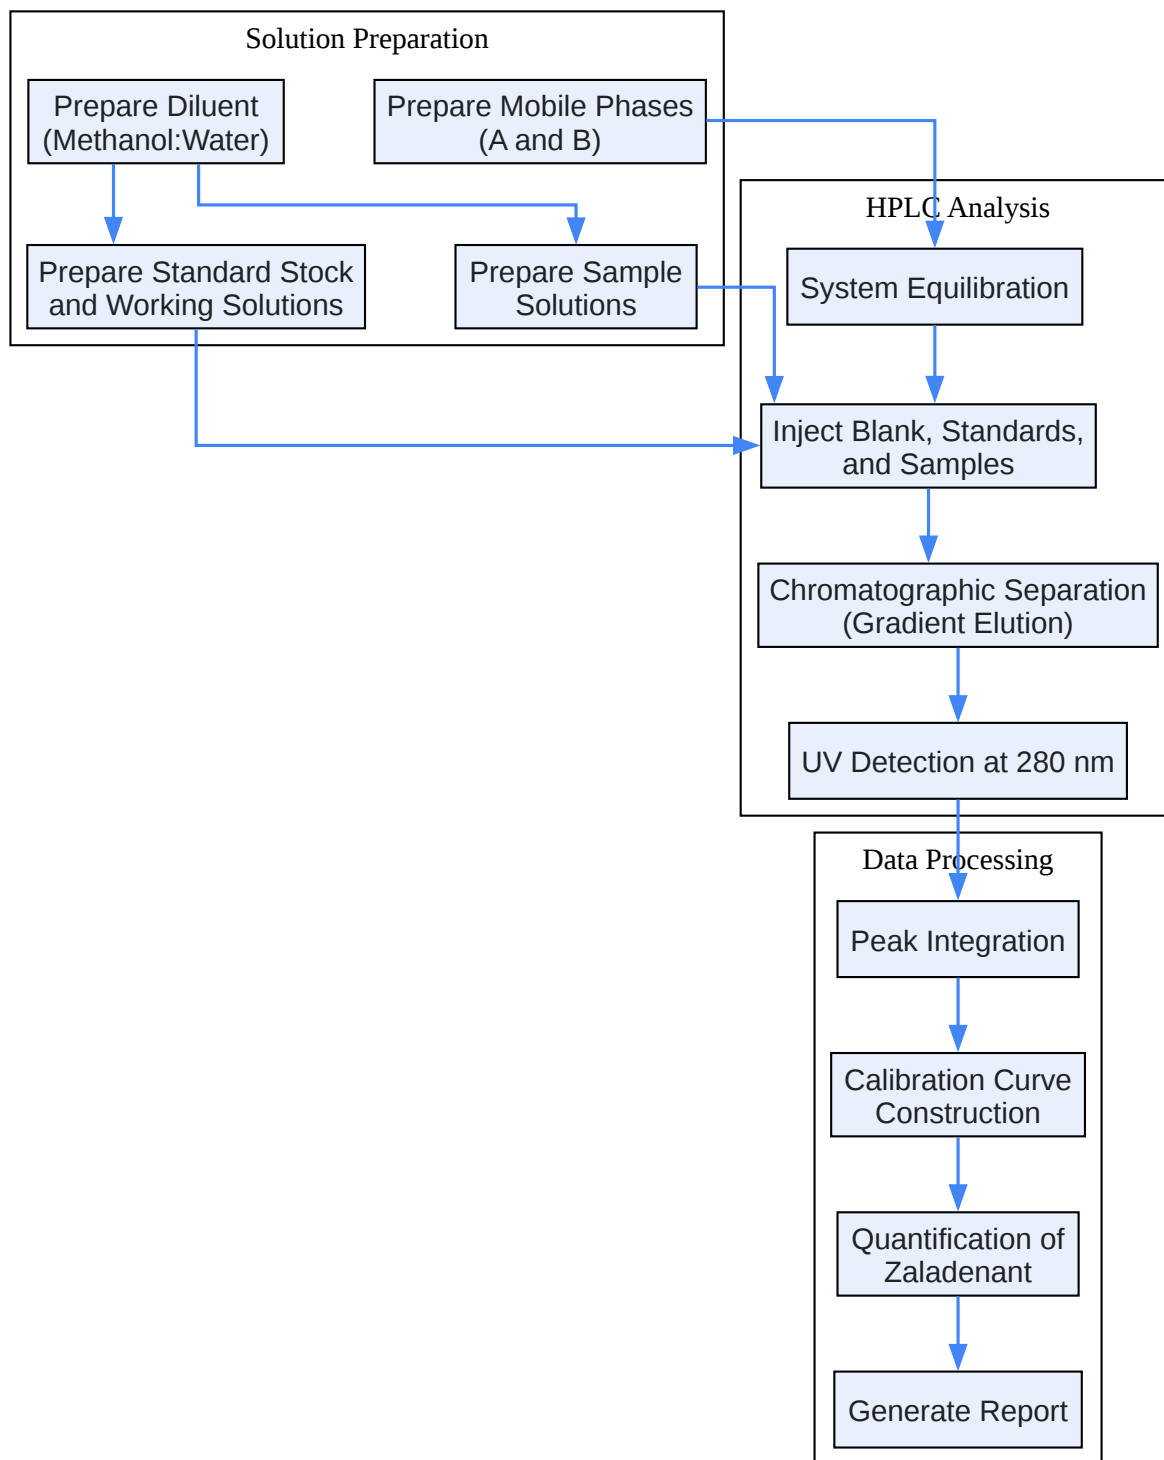 Solution Preparation
Prepare Diluent
(Methanol:Water)
Prepare Mobile Phases
(A and B)
Prepare Standard Stock
and Working Solutions
Prepare Sample
Solutions
HPLC Analysis
System Equilibration
Inject Blank, Standards,
and Samples
Chromatographic Separation
(Gradient Elution)
UV Detection at 280 nm
Data Processing
Peak Integration
Calibration Curve
Construction
Quantification of
Zaladenant
Generate Report